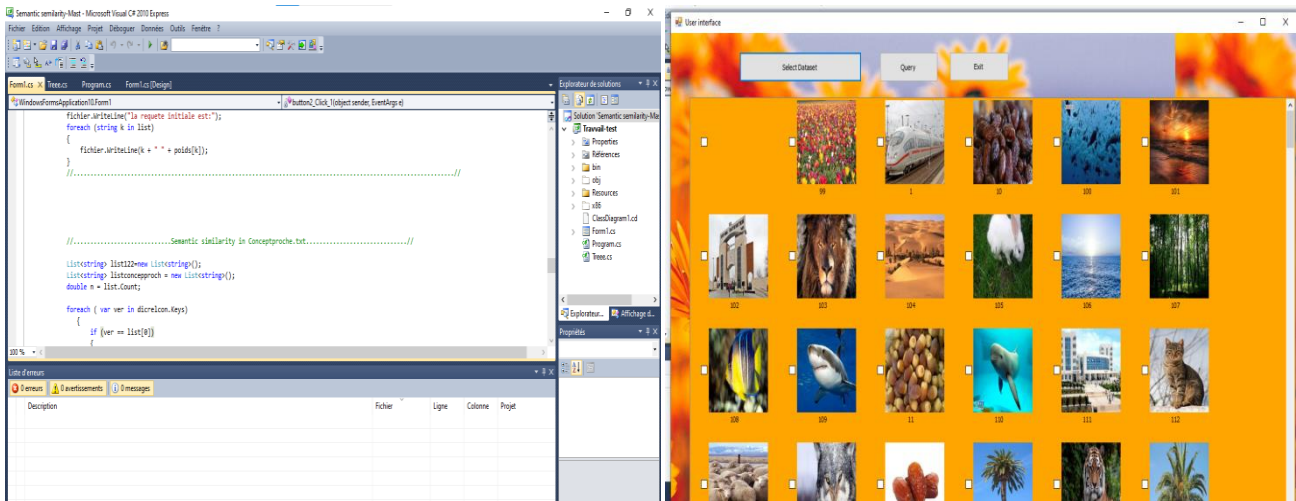 Semantic semilarity-Mast - Microsoft Visual C# 2010 Express
Fichier Edition Affichage Projet Déboguer Données Outils Fenêtre ?
Form1.cs X Treee.cs Program.cs Form1.cs [Design]
WindowsFormsApplication10.Form1
button2_Click_1(object sender, EventArgs e)
fichier.WriteLine("la requete initiale est:");
foreach (string k in list)
{
fichier.WriteLine(k + " " + poids[k]);
}
//..........................................................................................................//
//............................Semantic similarity in Conceptproche.txt.............................//
List<string> list122=new List<string>();
List<string> listconcepproch = new List<string>();
double n = list.Count;
foreach ( var ver in dicrelcon.Keys)
{
if (ver == list[0])
{
100 %
Liste d'erreurs
0 erreurs 0 avertissements 0 messages
Description Fichier Ligne Colonne Projet
Explorateur de solutions
Solution 'Semantic semilarity-Mas
Travvail-test
Properties
Références
bin
obj
Resources
x86
ClassDiagram1.cd
Form1.cs
Program.cs
Treee.cs
Explorateur... Affichage d...
Propriétés
User interface
Select Dataset Query Exit
99 1 10 100 101
102 103 104 105 106 107
108 109 11 110 111 112